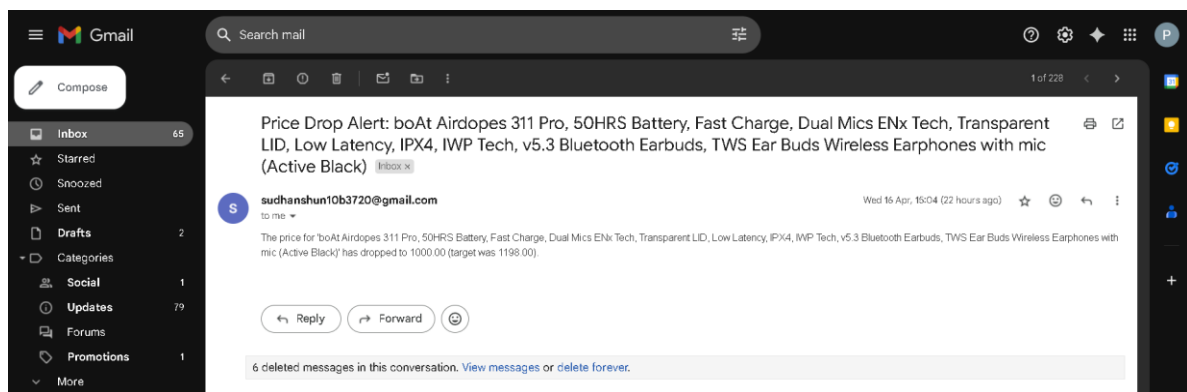 Gmail
Search mail
P
Compose
1 of 228
Inbox 65
Starred
Snoozed
Sent
Drafts 2
Categories
Social 1
Updates 79
Forums
Promotions 1
More
Price Drop Alert: boAt Airdopes 311 Pro, 50HRS Battery, Fast Charge, Dual Mics ENx Tech, Transparent
LID, Low Latency, IPX4, IWP Tech, v5.3 Bluetooth Earbuds, TWS Ear Buds Wireless Earphones with mic
(Active Black) Inbox x
S
sudhanshun10b3720@gmail.com
Wed 16 Apr, 15:04 (22 hours ago)
to me
The price for 'boAt Airdopes 311 Pro, 50HRS Battery, Fast Charge, Dual Mics ENx Tech, Transparent LID, Low Latency, IPX4, IWP Tech, v5.3 Bluetooth Earbuds, TWS Ear Buds Wireless Earphones with
mic (Active Black)' has dropped to 1000.00 (target was 1198.00).
Reply
Forward
6 deleted messages in this conversation. View messages or delete forever.